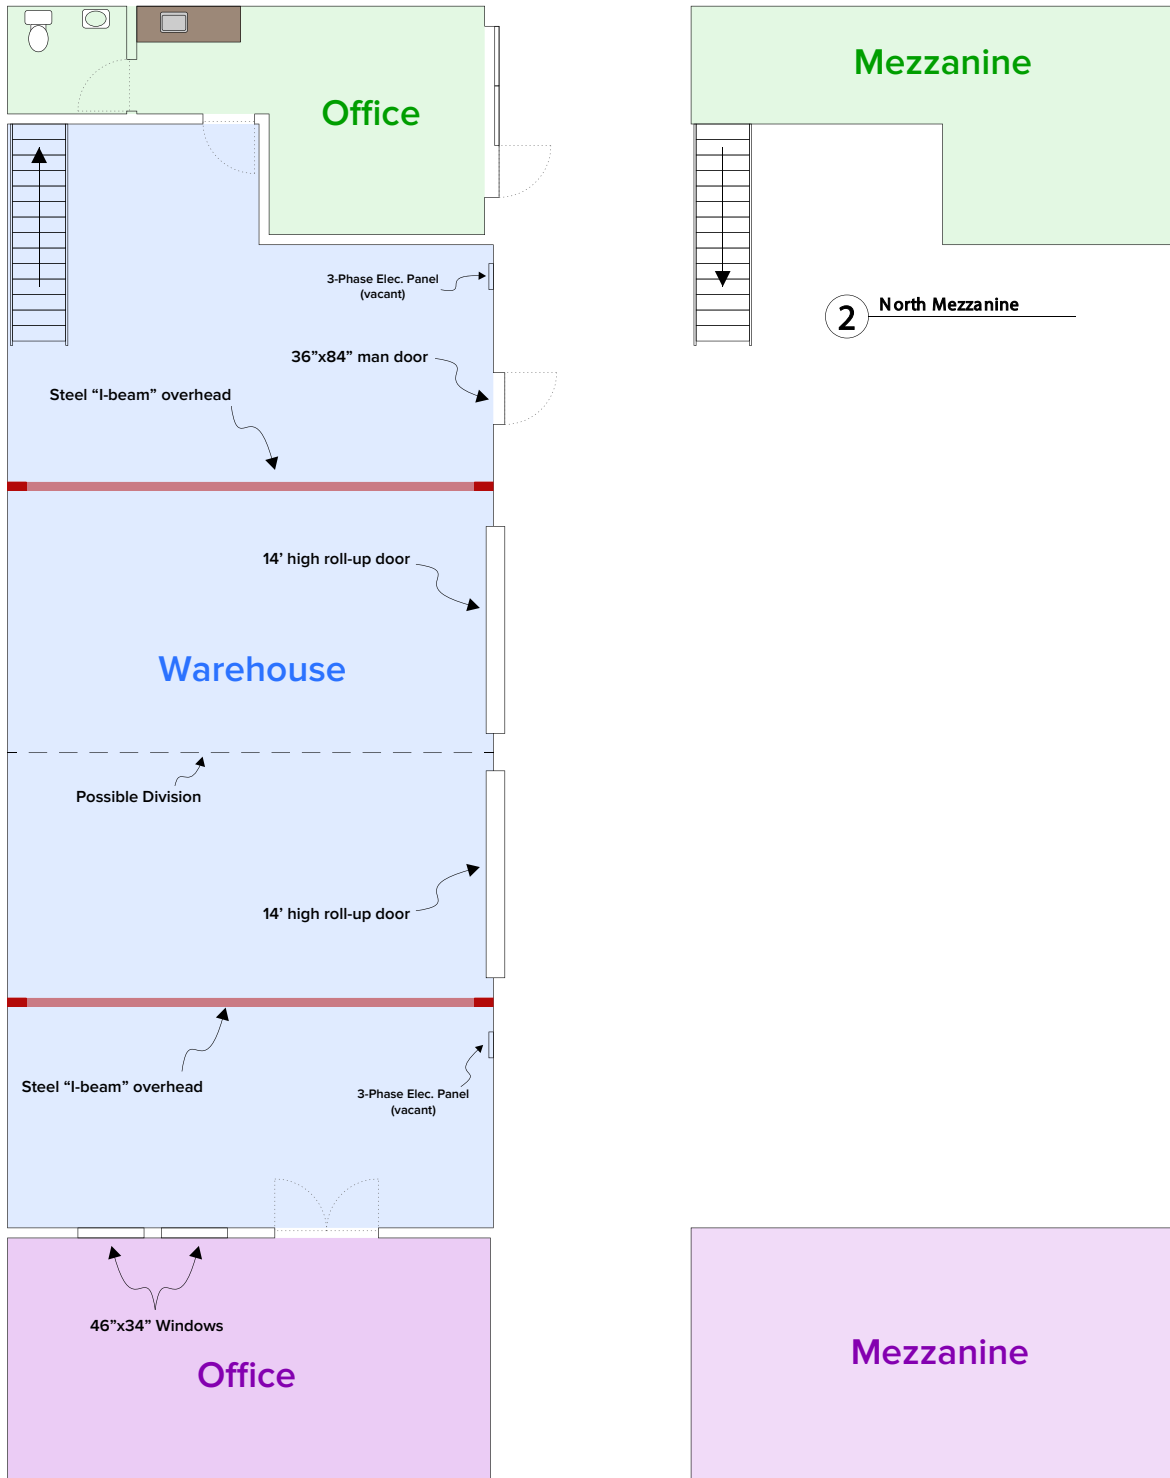 Mezzanine
Office
3-Phase Elec. Panel
(vacant)
2
North Mezzanine
36”x84” man door
Steel “I-beam” overhead
14’ high roll-up door
Warehouse
Possible Division
14’ high roll-up door
Steel “I-beam” overhead
3-Phase Elec. Panel
(vacant)
46”x34” Windows
Mezzanine
Office